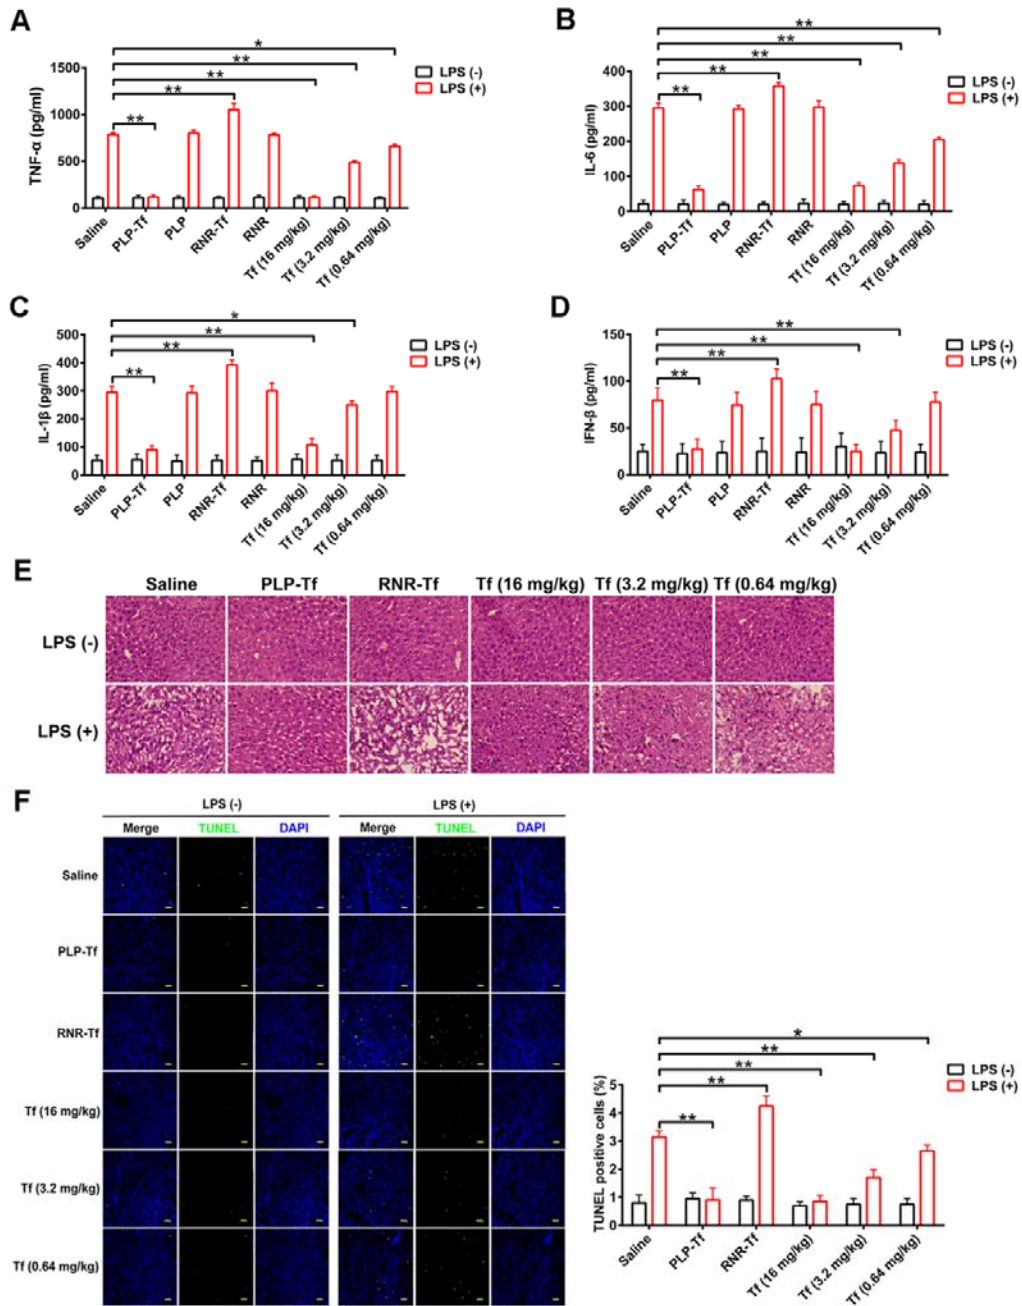 A
*
**
**
**
**
LPS (-)
LPS (+)
TNF-α (pg/ml)
1500
1000
500
0
Saline
PLP-Tf
PLP
RNR-Tf
RNR
Tf (16 mg/kg)
Tf (3.2 mg/kg)
Tf (0.64 mg/kg)
B
**
**
**
**
**
LPS (-)
LPS (+)
IL-6 (pg/ml)
400
300
200
100
0
Saline
PLP-Tf
PLP
RNR-Tf
RNR
Tf (16 mg/kg)
Tf (3.2 mg/kg)
Tf (0.64 mg/kg)
C
*
**
**
**
LPS (-)
LPS (+)
IL-1β (pg/ml)
500
400
300
200
100
0
Saline
PLP-Tf
PLP
RNR-Tf
RNR
Tf (16 mg/kg)
Tf (3.2 mg/kg)
Tf (0.64 mg/kg)
D
**
**
**
**
LPS (-)
LPS (+)
IFN-β (pg/ml)
150
100
50
0
Saline
PLP-Tf
PLP
RNR-Tf
RNR
Tf (16 mg/kg)
Tf (3.2 mg/kg)
Tf (0.64 mg/kg)
E
Saline PLP-Tf RNR-Tf Tf (16 mg/kg) Tf (3.2 mg/kg) Tf (0.64 mg/kg)
LPS (-)
LPS (+)
F
LPS (-) LPS (+)
Merge TUNEL DAPI Merge TUNEL DAPI
Saline
PLP-Tf
RNR-Tf
Tf (16 mg/kg)
Tf (3.2 mg/kg)
Tf (0.64 mg/kg)
*
**
**
**
**
LPS (-)
LPS (+)
TUNEL positive cells (%)
5
4
3
2
1
0
Saline
PLP-Tf
RNR-Tf
Tf (16 mg/kg)
Tf (3.2 mg/kg)
Tf (0.64 mg/kg)